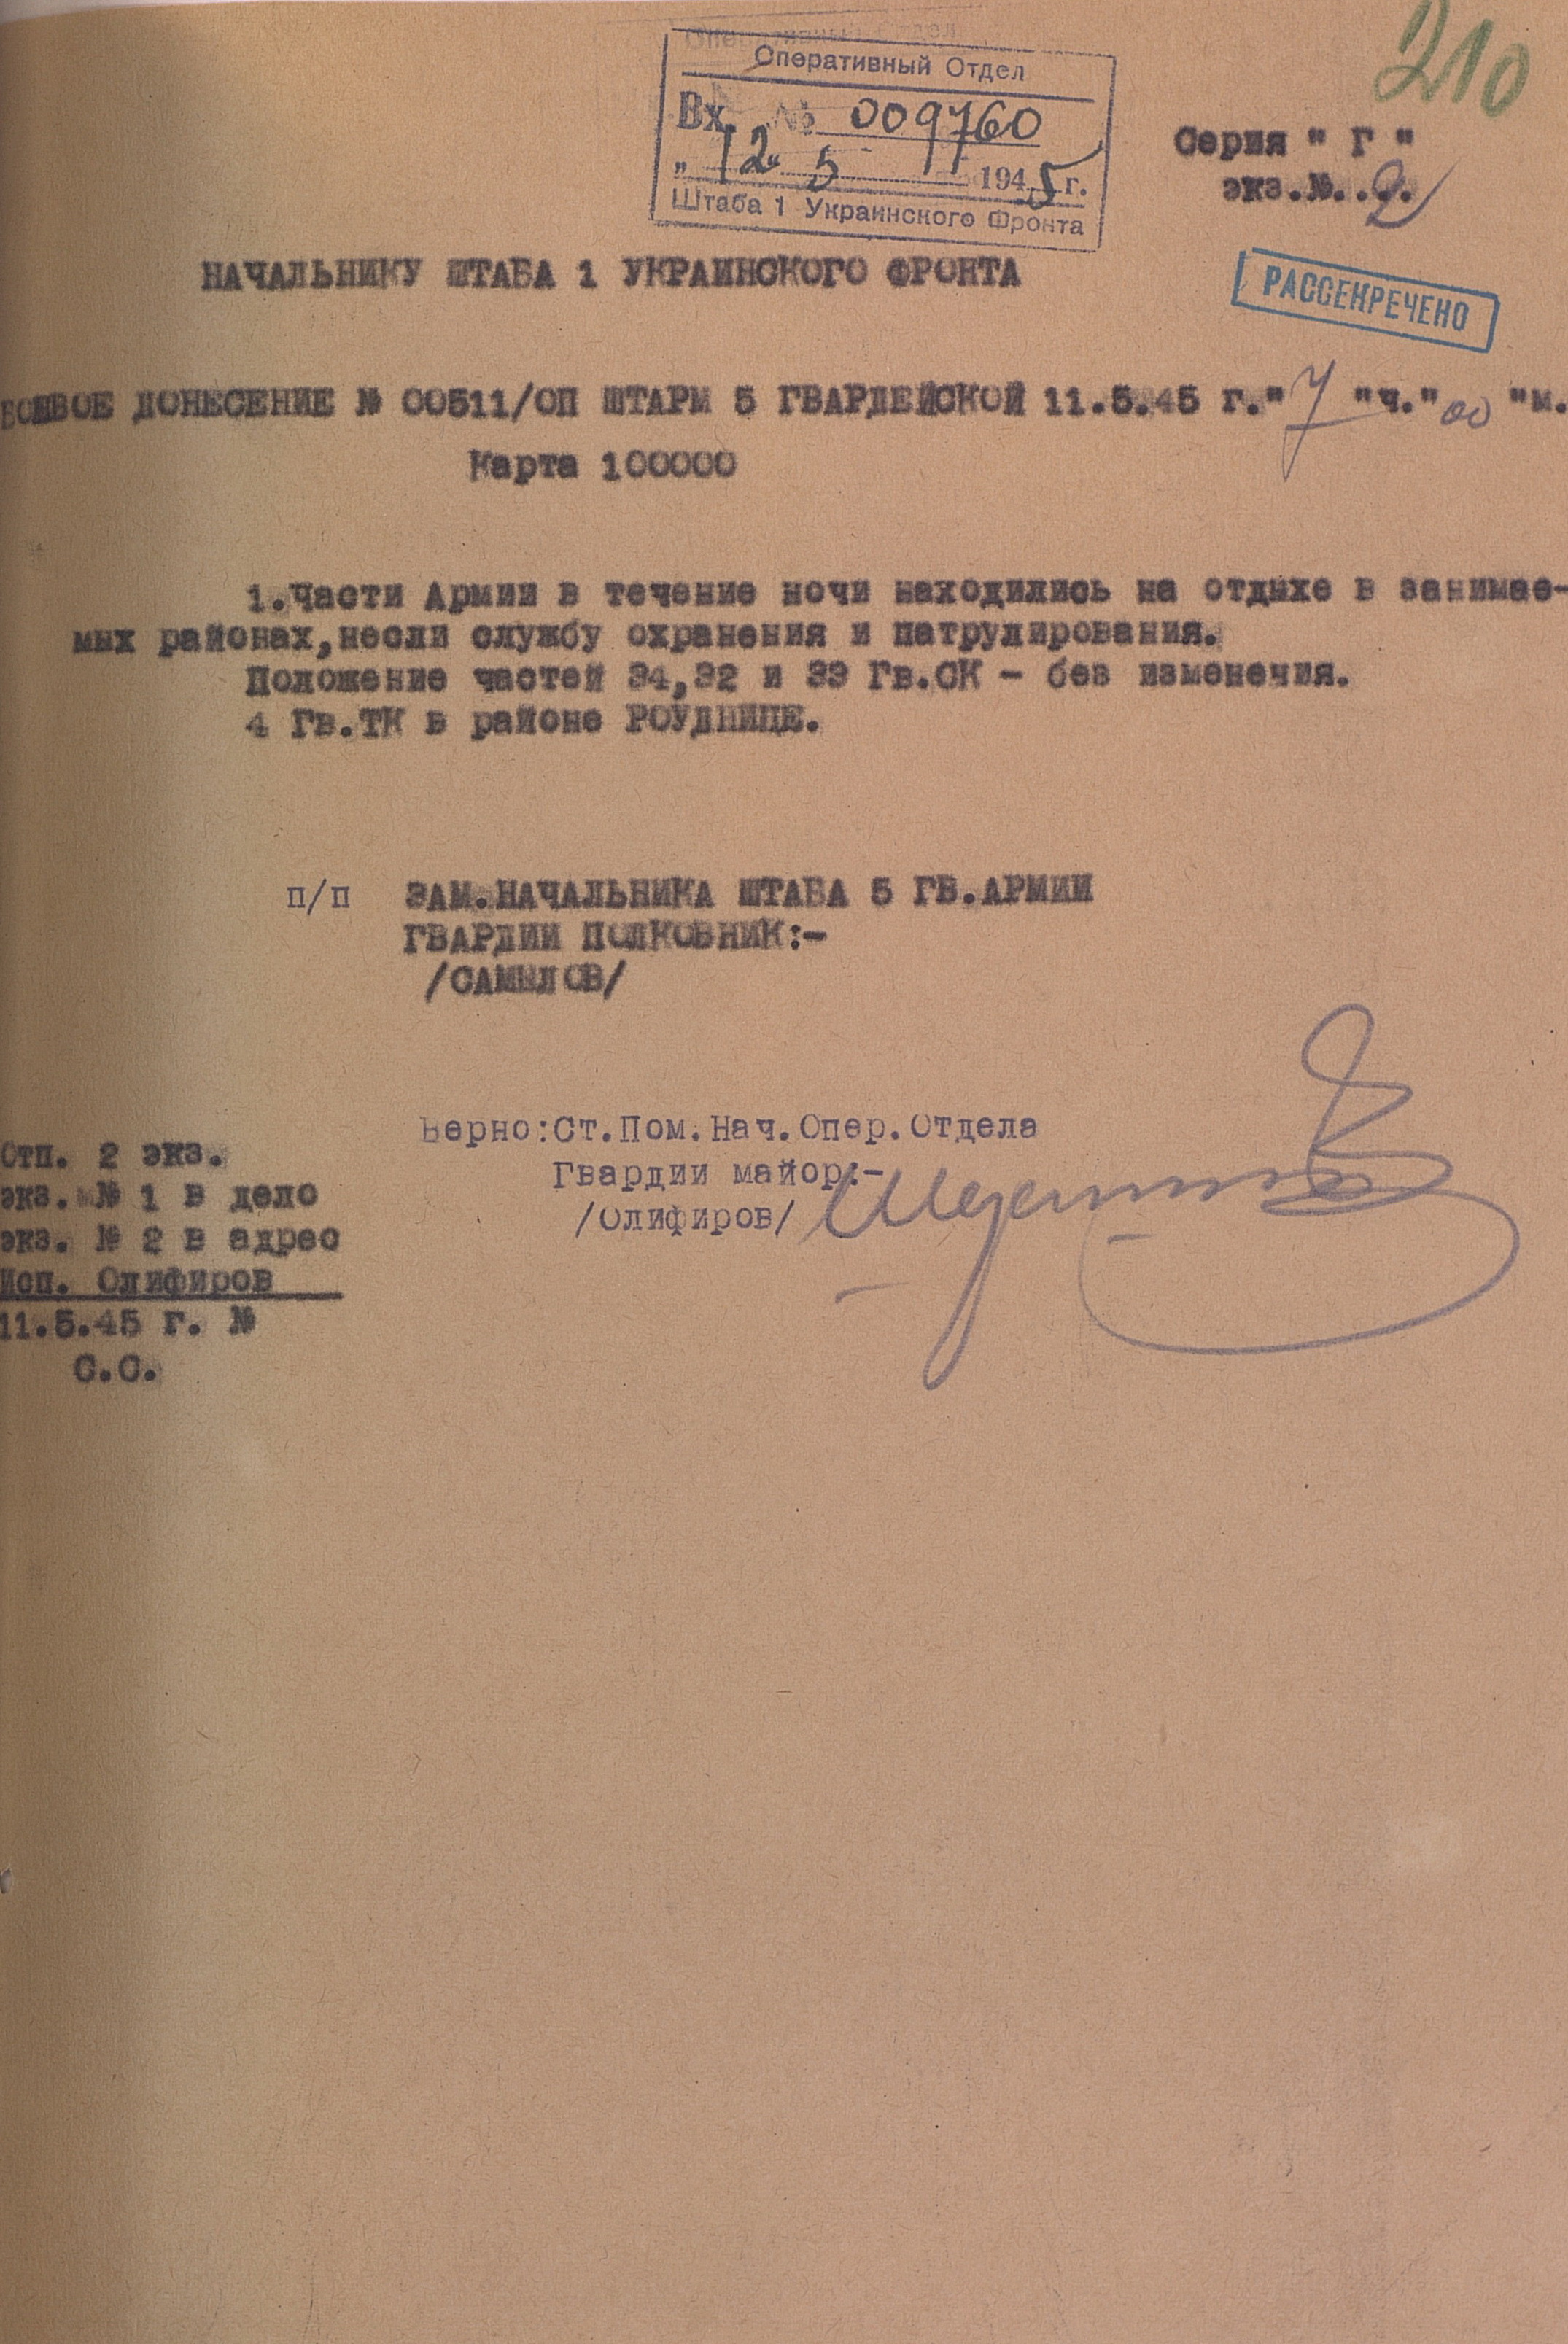 210
Оперативный Отдел
Вх. № 009760
„ 12 “ 5 1945 г.
Штаба 1 Украинского Фронта
Серия " Г "
экз.№..2.
НАЧАЛЬНИКУ ШТАБА 1 УКРАИНСКОГО ФРОНТА
РАССЕКРЕЧЕНО
БОЕВОЕ ДОНЕСЕНИЕ № 00511/ОП ШТАРМ 5 ГВАРДЕЙСКОЙ 11.5.45 г."7"ч."00"м.
Карта 100000
1.Части Армии в течение ночи находились на отдыхе в занимае-
мых районах,несли службу охранения и патрулирования.
Положение частей 34,32 и 33 Гв.СК - без изменения.
4 Гв.ТК в районе РОУДНИЦЕ.
П/П ЗАМ.НАЧАЛЬНИКА ШТАБА 5 ГВ.АРМИИ
ГВАРДИИ ПОЛКОВНИК:-
/САМЫЛОВ/
Верно:Ст.Пом.Нач.Опер.Отдела
Гвардии майор:-
/Олифиров/
Отп. 2 экз.
экз. № 1 в дело
экз. № 2 в адрес
Исп. Олифиров
11.5.45 г. №
С.С.